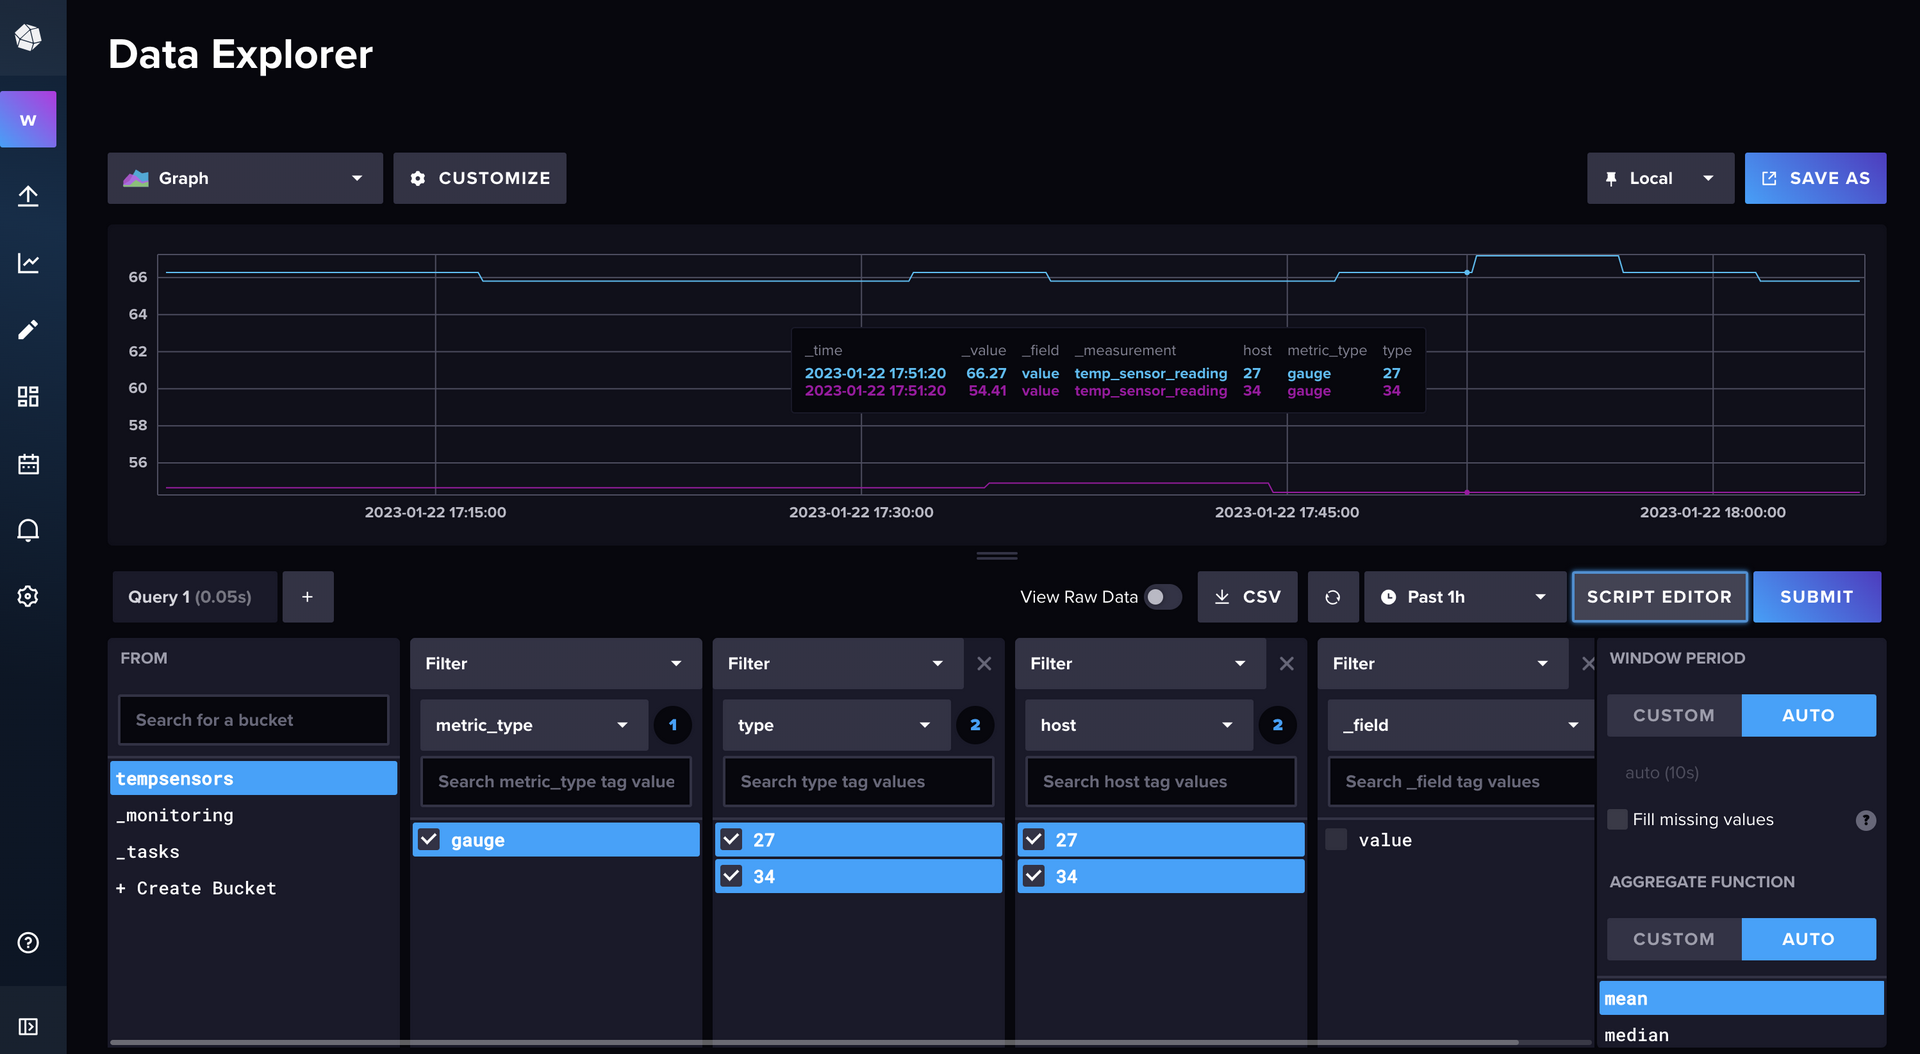 Data Explorer
W
Graph
CUSTOMIZE
Local
SAVE AS
66
64
62
60
58
56
_time _value _field _measurement host metric_type type
2023-01-22 17:51:20 66.27 value temp_sensor_reading 27 gauge 27
2023-01-22 17:51:20 54.41 value temp_sensor_reading 34 gauge 34
2023-01-22 17:15:00 2023-01-22 17:30:00 2023-01-22 17:45:00 2023-01-22 18:00:00
Query 1 (0.05s)
+
View Raw Data
CSV
Past 1h
SCRIPT EDITOR
SUBMIT
FROM
Search for a bucket
tempsensors
_monitoring
_tasks
+ Create Bucket
Filter
metric_type 1
Search metric_type tag value
gauge
Filter
type 2
Search type tag values
27
34
Filter
host 2
Search host tag values
27
34
Filter
_field
Search _field tag values
value
WINDOW PERIOD
CUSTOM AUTO
auto (10s)
Fill missing values ?
AGGREGATE FUNCTION
CUSTOM AUTO
mean
median